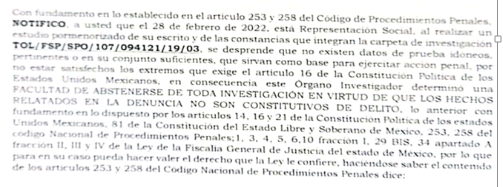 Con fundamento en lo establecido en el articulo 253 y 258 del Código de Procedimientos Penales,
NOTIFICO, a usted que el 28 de febrero de 2022, está Representación Social, al realizar un
estudio pormenorizado de su escrito y de las constancias que integran la carpeta de investigación
TOL/FSP/SPO/107/094121/19/03, se desprende que no existen datos de prueba idóneos,
pertinentes o en su conjunto suficientes, que sirvan como base para ejercitar acción penal, por
no estar satisfechos los extremos que exige el articulo 16 de la Constitución Política de los
Estados Unidos Mexicanos, en consecuencia este Órgano Investigador determinó una
FACULTAD DE ABSTENERSE DE TODA INVESTIGACIÓN EN VIRTUD DE QUE LOS HECHOS
RELATADOS EN LA DENUNCIA NO SON CONSTITUTIVOS DE DELITO, lo anterior con
fundamento en lo dispuesto por los artículos 14, 16 y 21 de la Constitución Politica de los estados
Unidos Mexicanos, 81 de la Constitución del Estado Libre y Soberano de Mexico, 253, 258 del
codigo Nacional de Procedimientos Penales;1, 3, 4, 5, 6,10 fracción I, 29 BIS, 34 apartado A
fracción II, III y IV de la Ley de la Fiscalia General de Justicia del estado de México, por lo que
para en su caso pueda hacer valer el derecho que la Ley le confiere, haciéndose saber el contenido
de los articulos 253 y 258 del Código Nacional de Procedimientos Penales dice: